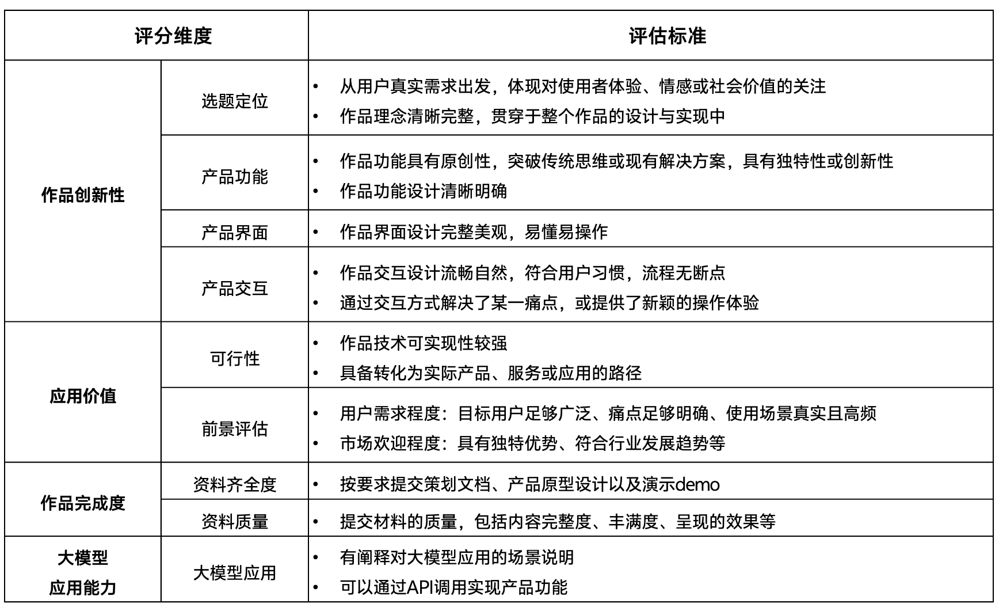 评分维度
评估标准
作品创新性
选题定位
• 从用户真实需求出发，体现对使用者体验、情感或社会价值的关注
• 作品理念清晰完整，贯穿于整个作品的设计与实现中
产品功能
• 作品功能具有原创性，突破传统思维或现有解决方案，具有独特性或创新性
• 作品功能设计清晰明确
产品界面
• 作品界面设计完整美观，易懂易操作
产品交互
• 作品交互设计流畅自然，符合用户习惯，流程无断点
• 通过交互方式解决了某一痛点，或提供了新颖的操作体验
应用价值
可行性
• 作品技术可实现性较强
• 具备转化为实际产品、服务或应用的路径
前景评估
• 用户需求程度：目标用户足够广泛、痛点足够明确、使用场景真实且高频
• 市场欢迎程度：具有独特优势、符合行业发展趋势等
作品完成度
资料齐全度
• 按要求提交策划文档、产品原型设计以及演示demo
资料质量
• 提交材料的质量，包括内容完整度、丰满度、呈现的效果等
大模型
应用能力
大模型应用
• 有阐释对大模型应用的场景说明
• 可以通过API调用实现产品功能